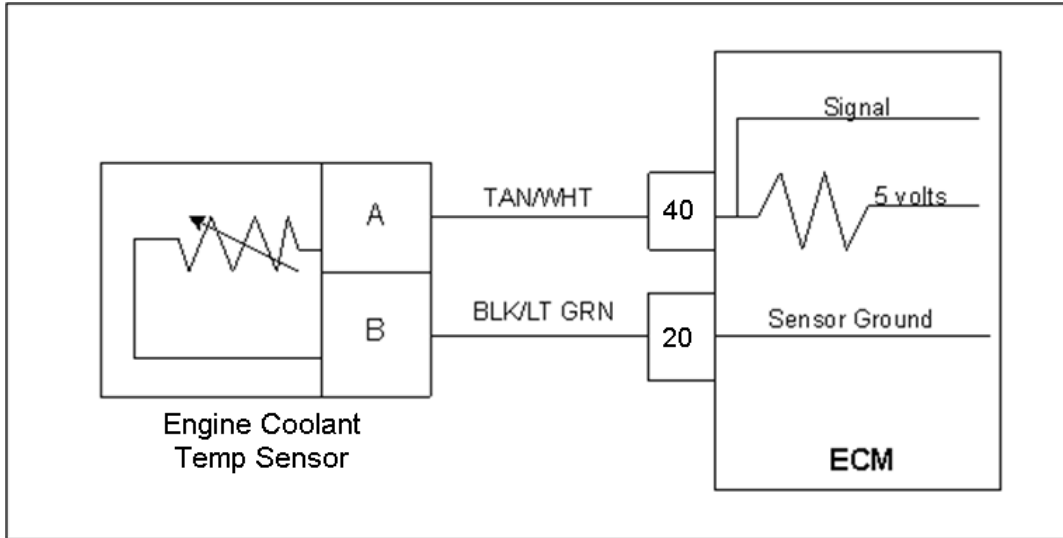 Signal
TAN/WHT
40
5 volts
A
BLK/LT GRN
20
Sensor Ground
B
Engine Coolant
Temp Sensor
ECM